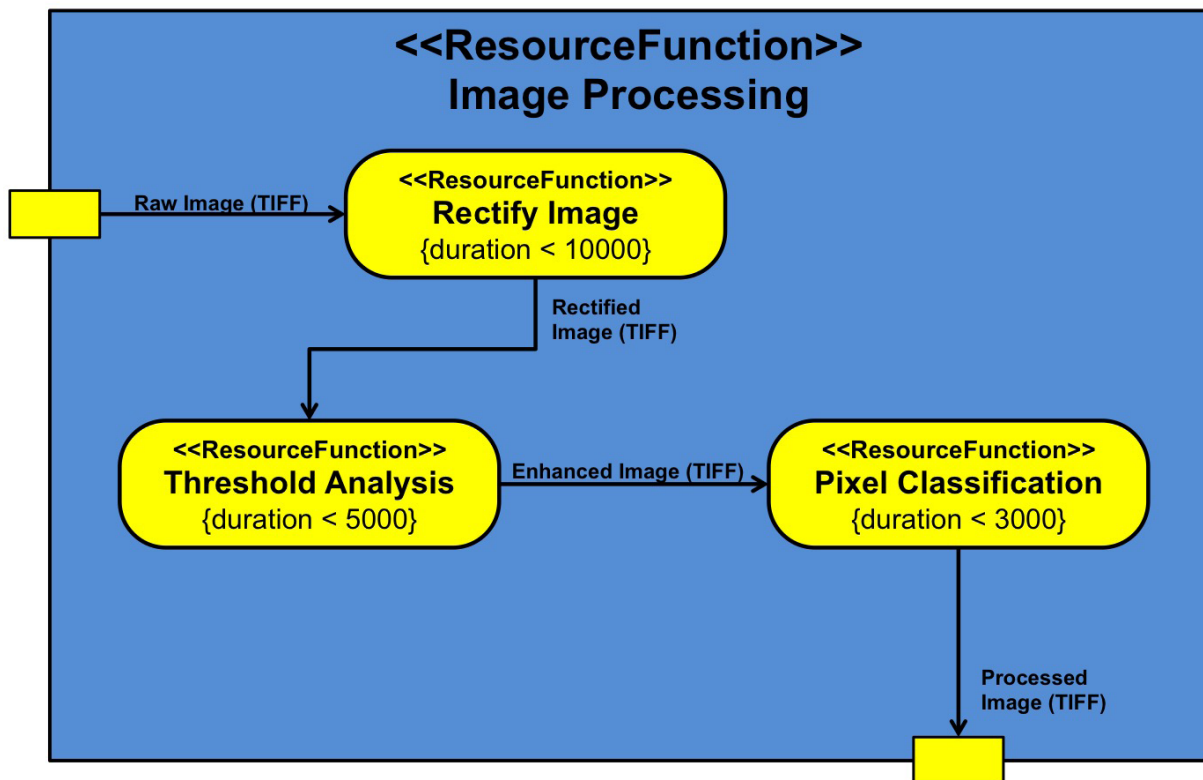 <<ResourceFunction>>
Image Processing
<<ResourceFunction>>
Rectify Image
{duration < 10000}
Raw Image (TIFF)
Rectified
Image (TIFF)
<<ResourceFunction>>
Threshold Analysis
{duration < 5000}
Enhanced Image (TIFF)
<<ResourceFunction>>
Pixel Classification
{duration < 3000}
Processed
Image (TIFF)